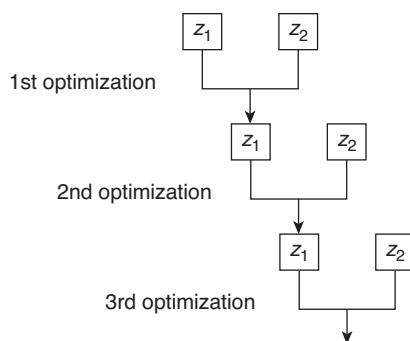 z1 z2
1st optimization
z1 z2
2nd optimization
z1 z2
3rd optimization